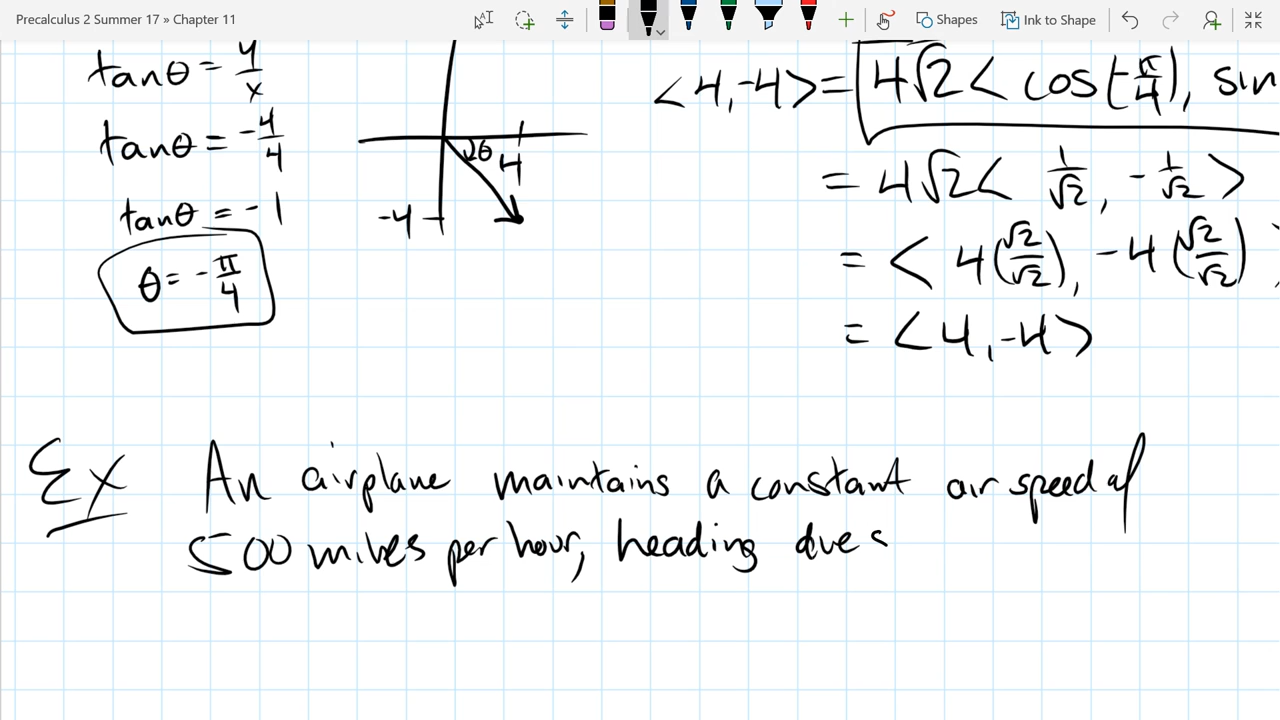 Precalculus 2 Summer 17 » Chapter 11
Shapes
Ink to Shape
tanθ = y/x
tanθ = -4/4
tanθ = -1
θ = -π/4
θ
4
-4
<4,-4> = 4√2 < cos(-π/4), sin
= 4√2 < 1/√2, -1/√2 >
= < 4(√2/√2), -4(√2/√2)
= <4,-4>
Ex An airplane maintains a constant air speed of
500 miles per hour, heading due